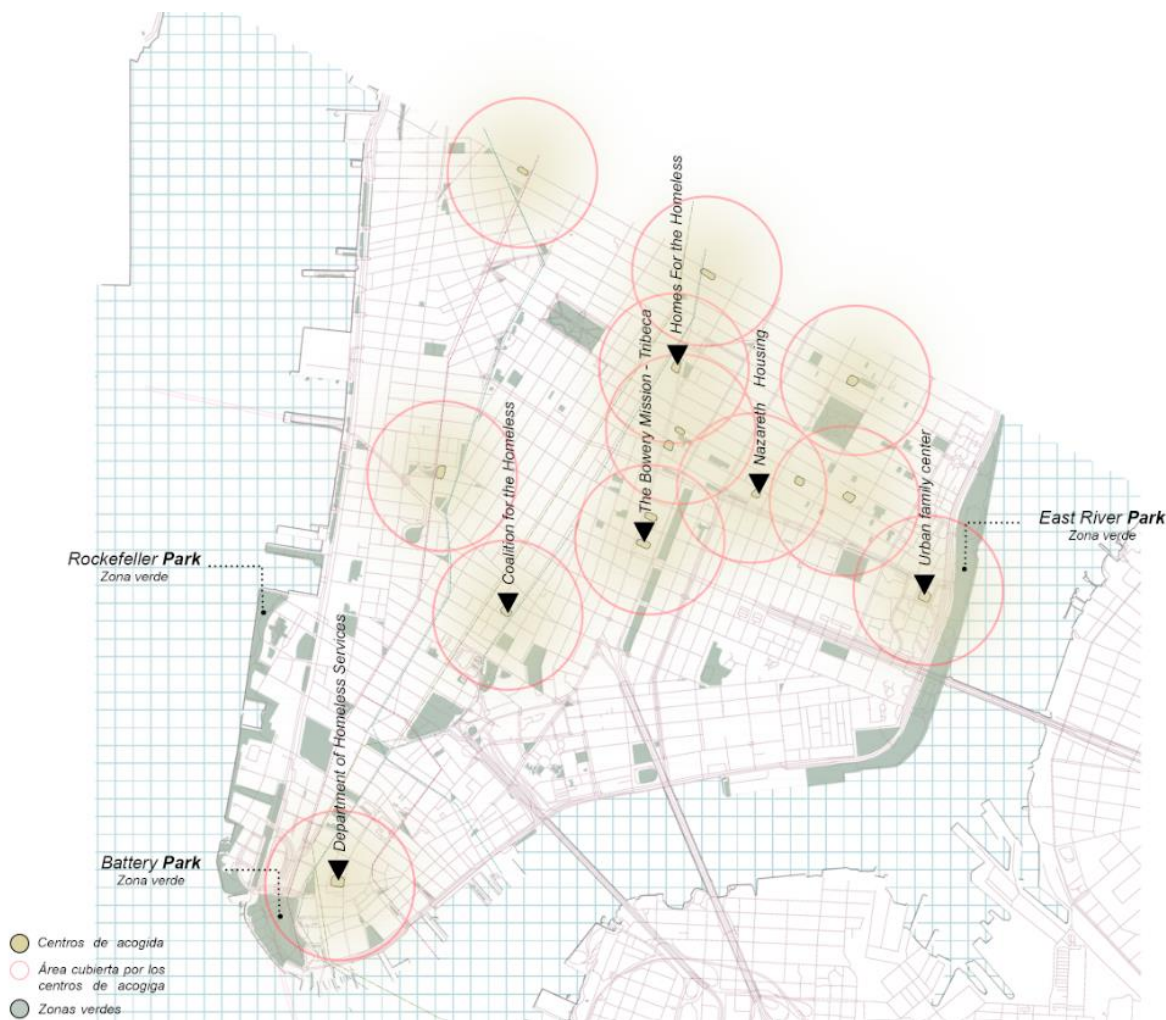 Homes For the Homeless
The Bowery Mission - Tribeca
Nazareth Housing
Coalition for the Homeless
Urban family center
East River Park
Zona verde
Rockefeller Park
Zona verde
Department of Homeless Services
Battery Park
Zona verde
Centros de acogida
Área cubierta por los
centros de acogiga
Zonas verdes